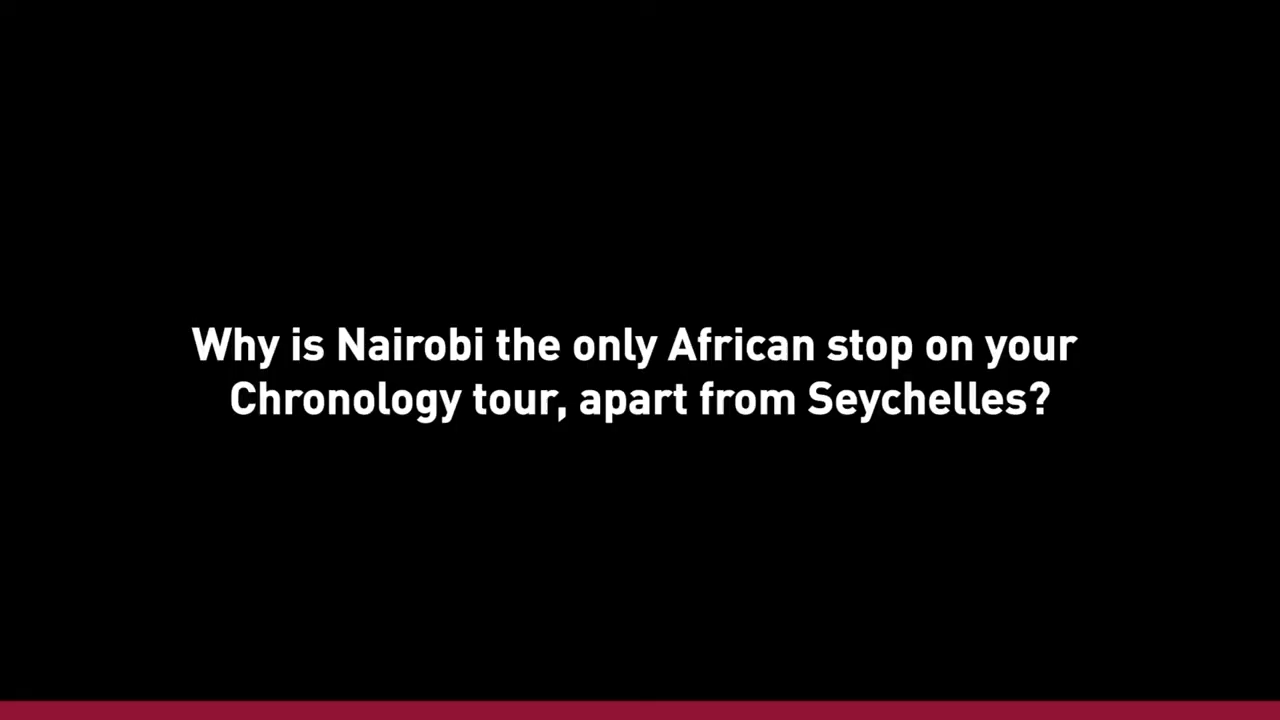 Why is Nairobi the only African stop on your
Chronology tour, apart from Seychelles?